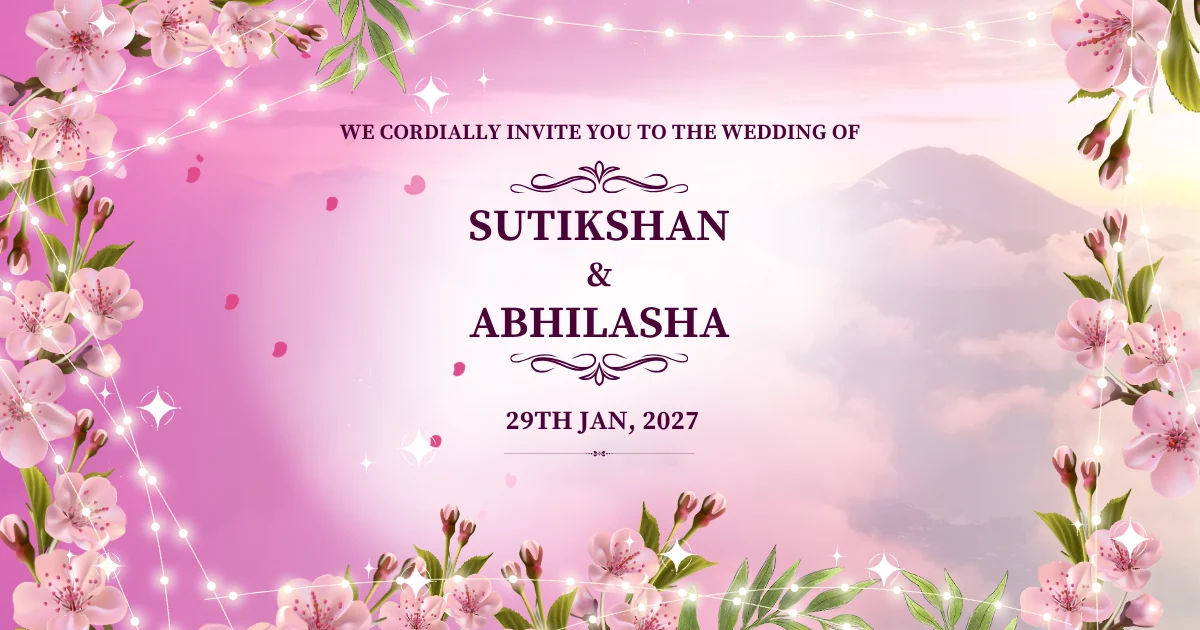 WE CORDIALLY INVITE YOU TO THE WEDDING OF
SUTIKSHAN
&
ABHILASHA
29TH JAN, 2027